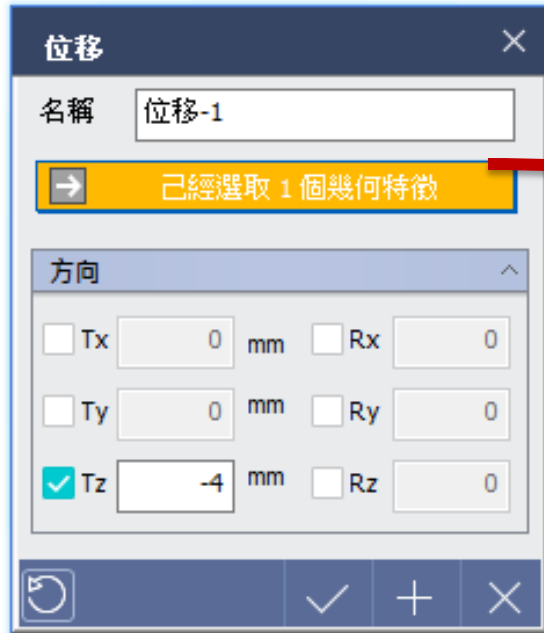 位移
名稱 位移-1
己經選取 1 個幾何特徵
方向
Tx 0 mm Rx 0
Ty 0 mm Ry 0
Tz -4 mm Rz 0